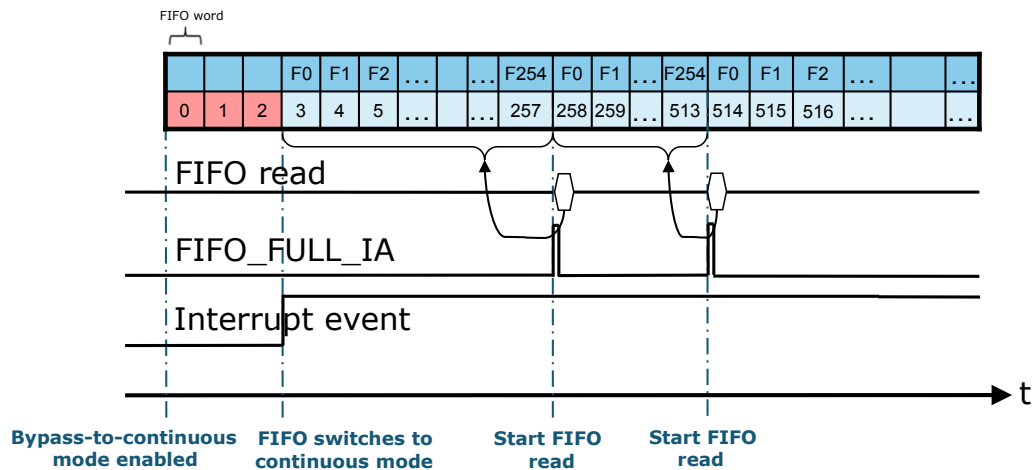 FIFO word
F0 F1 F2 ... ... F254 F0 F1 ... F254 F0 F1 F2 ... ...
0 1 2 3 4 5 ... ... 257 258 259 ... 513 514 515 516 ... ...
FIFO read
FIFO_FULL_IA
Interrupt event
t
Bypass-to-continuous
mode enabled
FIFO switches to
continuous mode
Start FIFO
read
Start FIFO
read